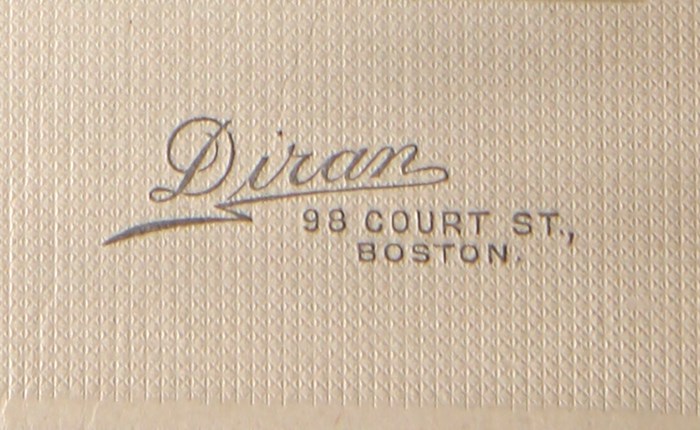 Diran
98 COURT ST.,
BOSTON.